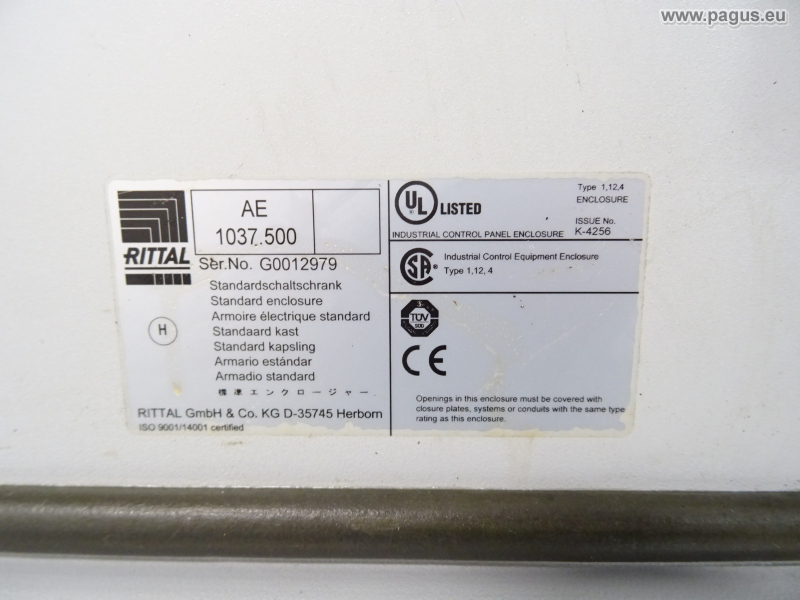 www.pagus.eu
RITTAL
AE
1037.500
Ser.No. G0012979
Standardschaltschrank
Standard enclosure
Armoire électrique standard
Standaard kast
Standard kapsling
Armario estándar
Armadio standard
標準エンクロージャー
H
RITTAL GmbH & Co. KG D-35745 Herborn
ISO 9001/14001 certified
UL LISTED
Type 1,12,4
ENCLOSURE
INDUSTRIAL CONTROL PANEL ENCLOSURE
ISSUE No.
K-4256
CSA® Industrial Control Equipment Enclosure
Type 1,12, 4
TÜV
CE
Openings in this enclosure must be covered with
closure plates, systems or conduits with the same type
rating as this enclosure.